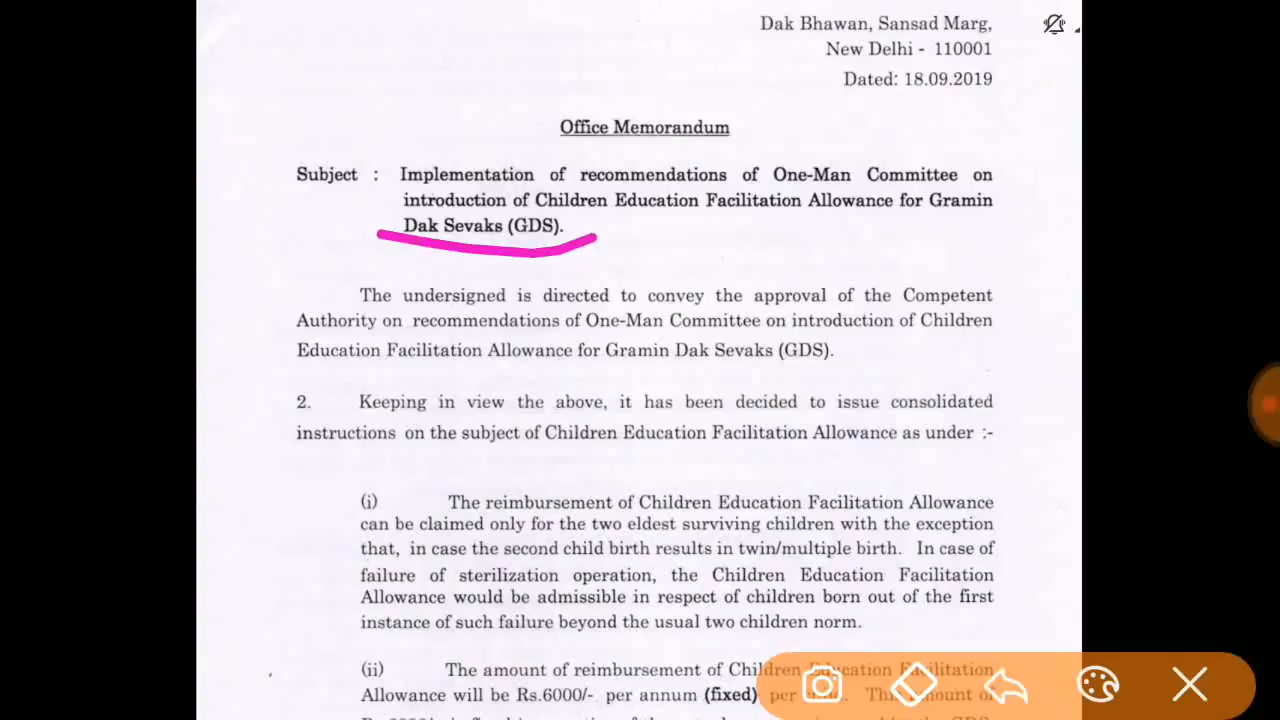 Dak Bhawan, Sansad Marg,
New Delhi - 110001
Dated: 18.09.2019
Office Memorandum
Subject : Implementation of recommendations of One-Man Committee on
introduction of Children Education Facilitation Allowance for Gramin
Dak Sevaks (GDS).
The undersigned is directed to convey the approval of the Competent
Authority on recommendations of One-Man Committee on introduction of Children
Education Facilitation Allowance for Gramin Dak Sevaks (GDS).
2. Keeping in view the above, it has been decided to issue consolidated
instructions on the subject of Children Education Facilitation Allowance as under :-
(i) The reimbursement of Children Education Facilitation Allowance
can be claimed only for the two eldest surviving children with the exception
that, in case the second child birth results in twin/multiple birth. In case of
failure of sterilization operation, the Children Education Facilitation
Allowance would be admissible in respect of children born out of the first
instance of such failure beyond the usual two children norm.
(ii) The amount of reimbursement of Children Education Facilitation
Allowance will be Rs.6000/- per annum (fixed) per